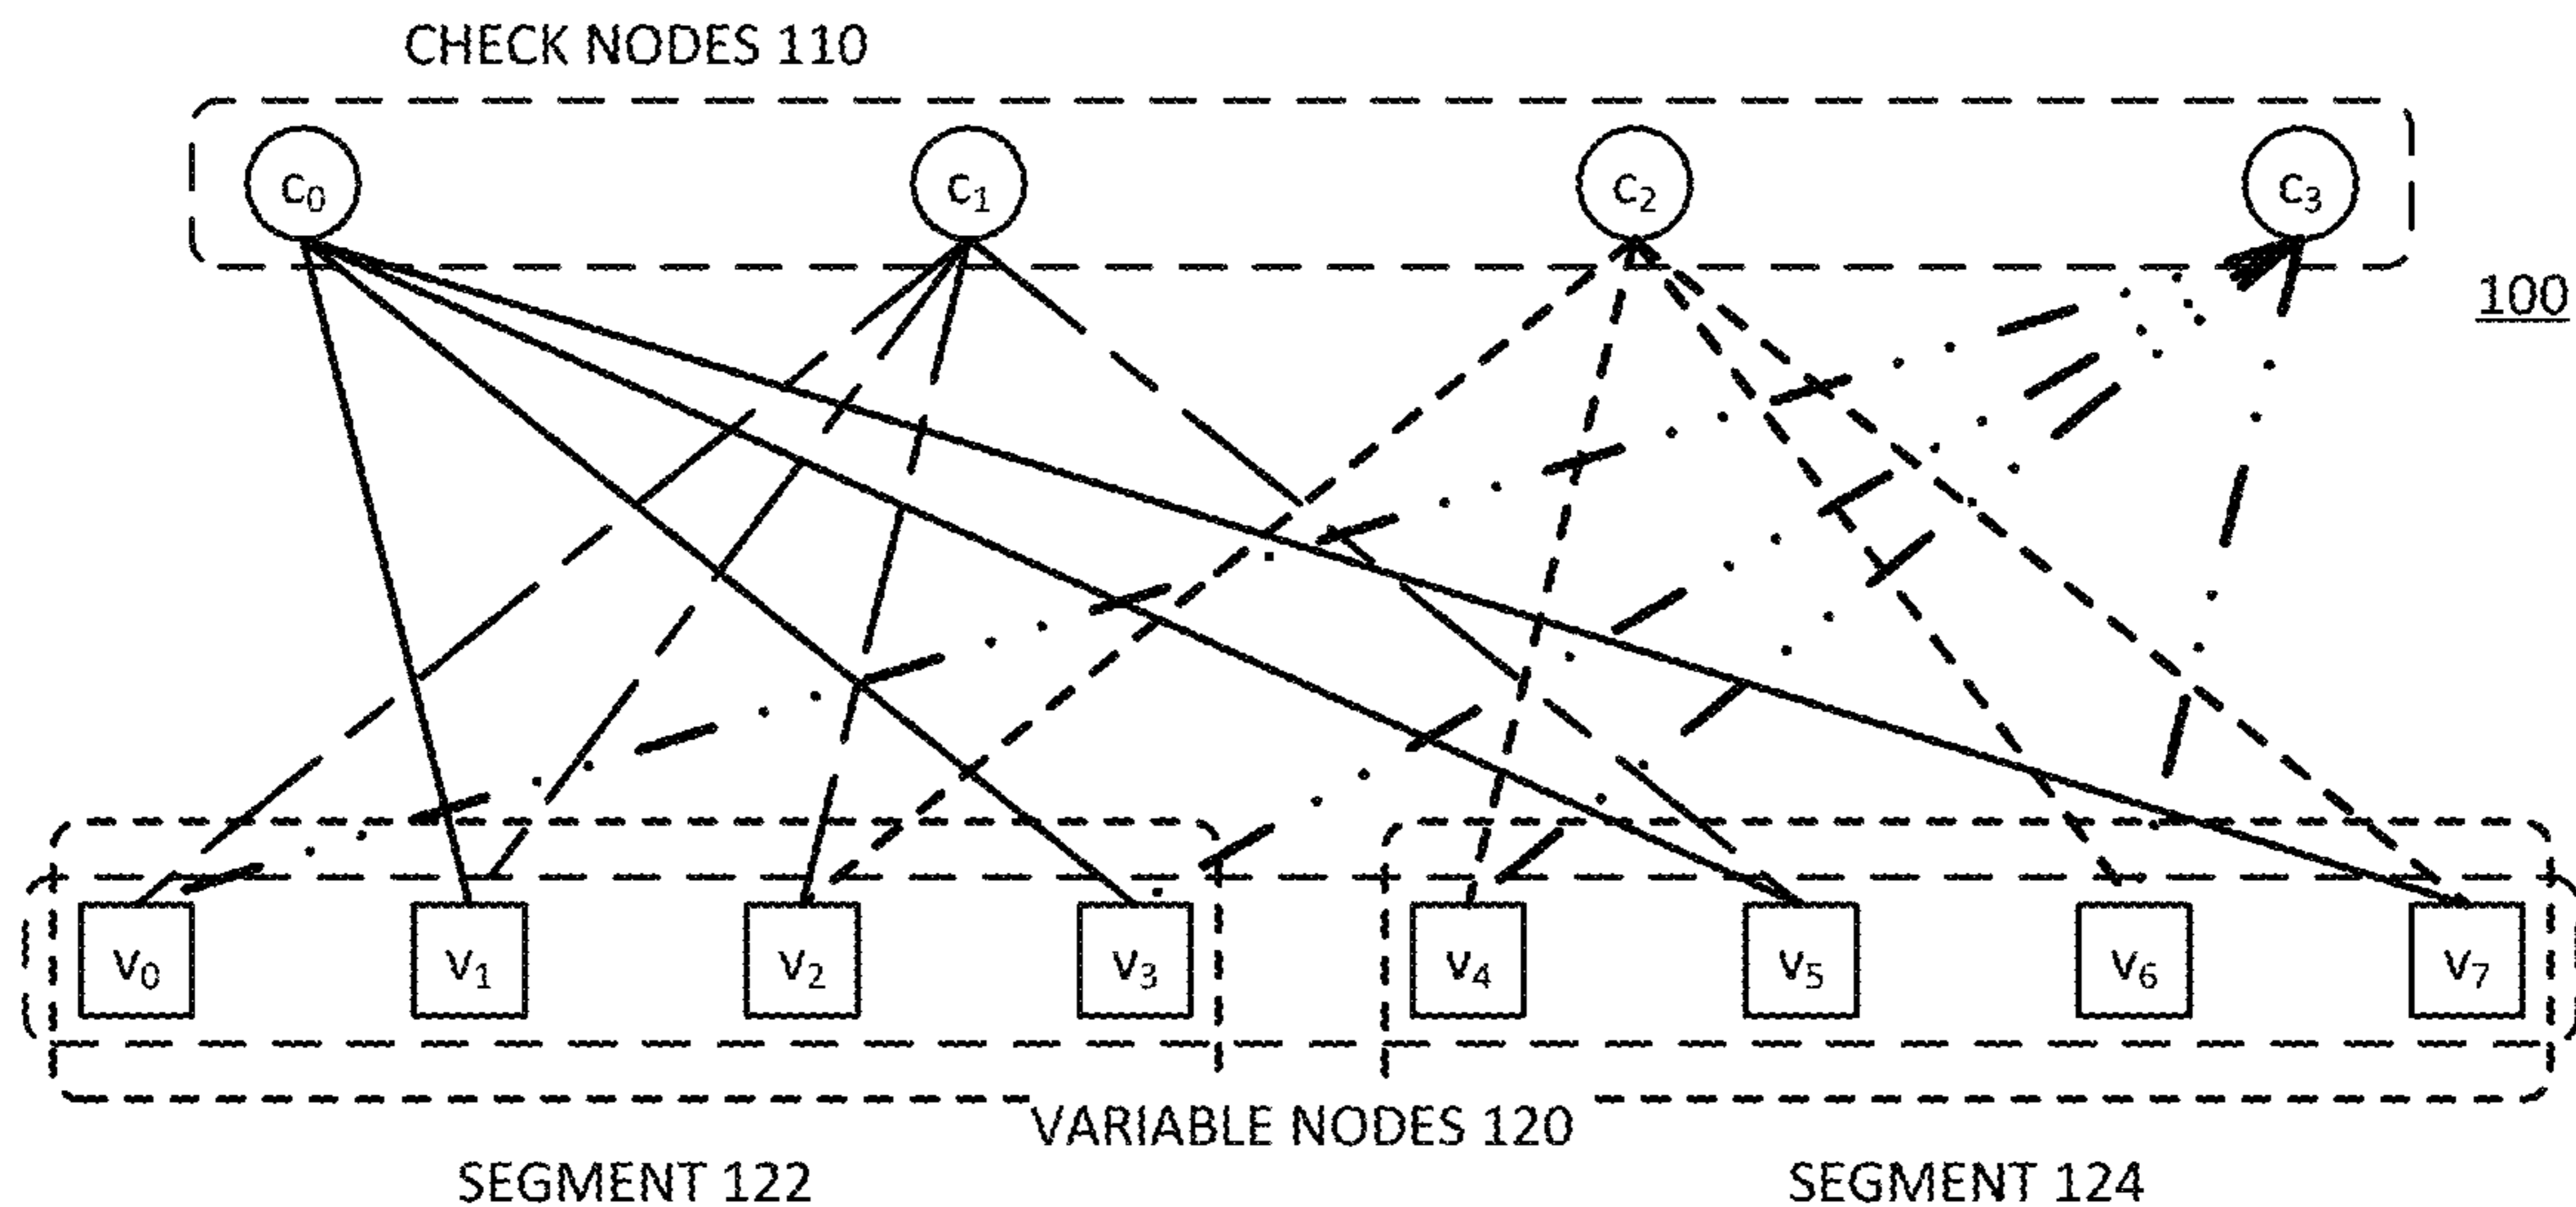 CHECK NODES 110
c₀ c₁ c₂ c₃
100
v₀ v₁ v₂ v₃ v₄ v₅ v₆ v₇
VARIABLE NODES 120
SEGMENT 122 SEGMENT 124